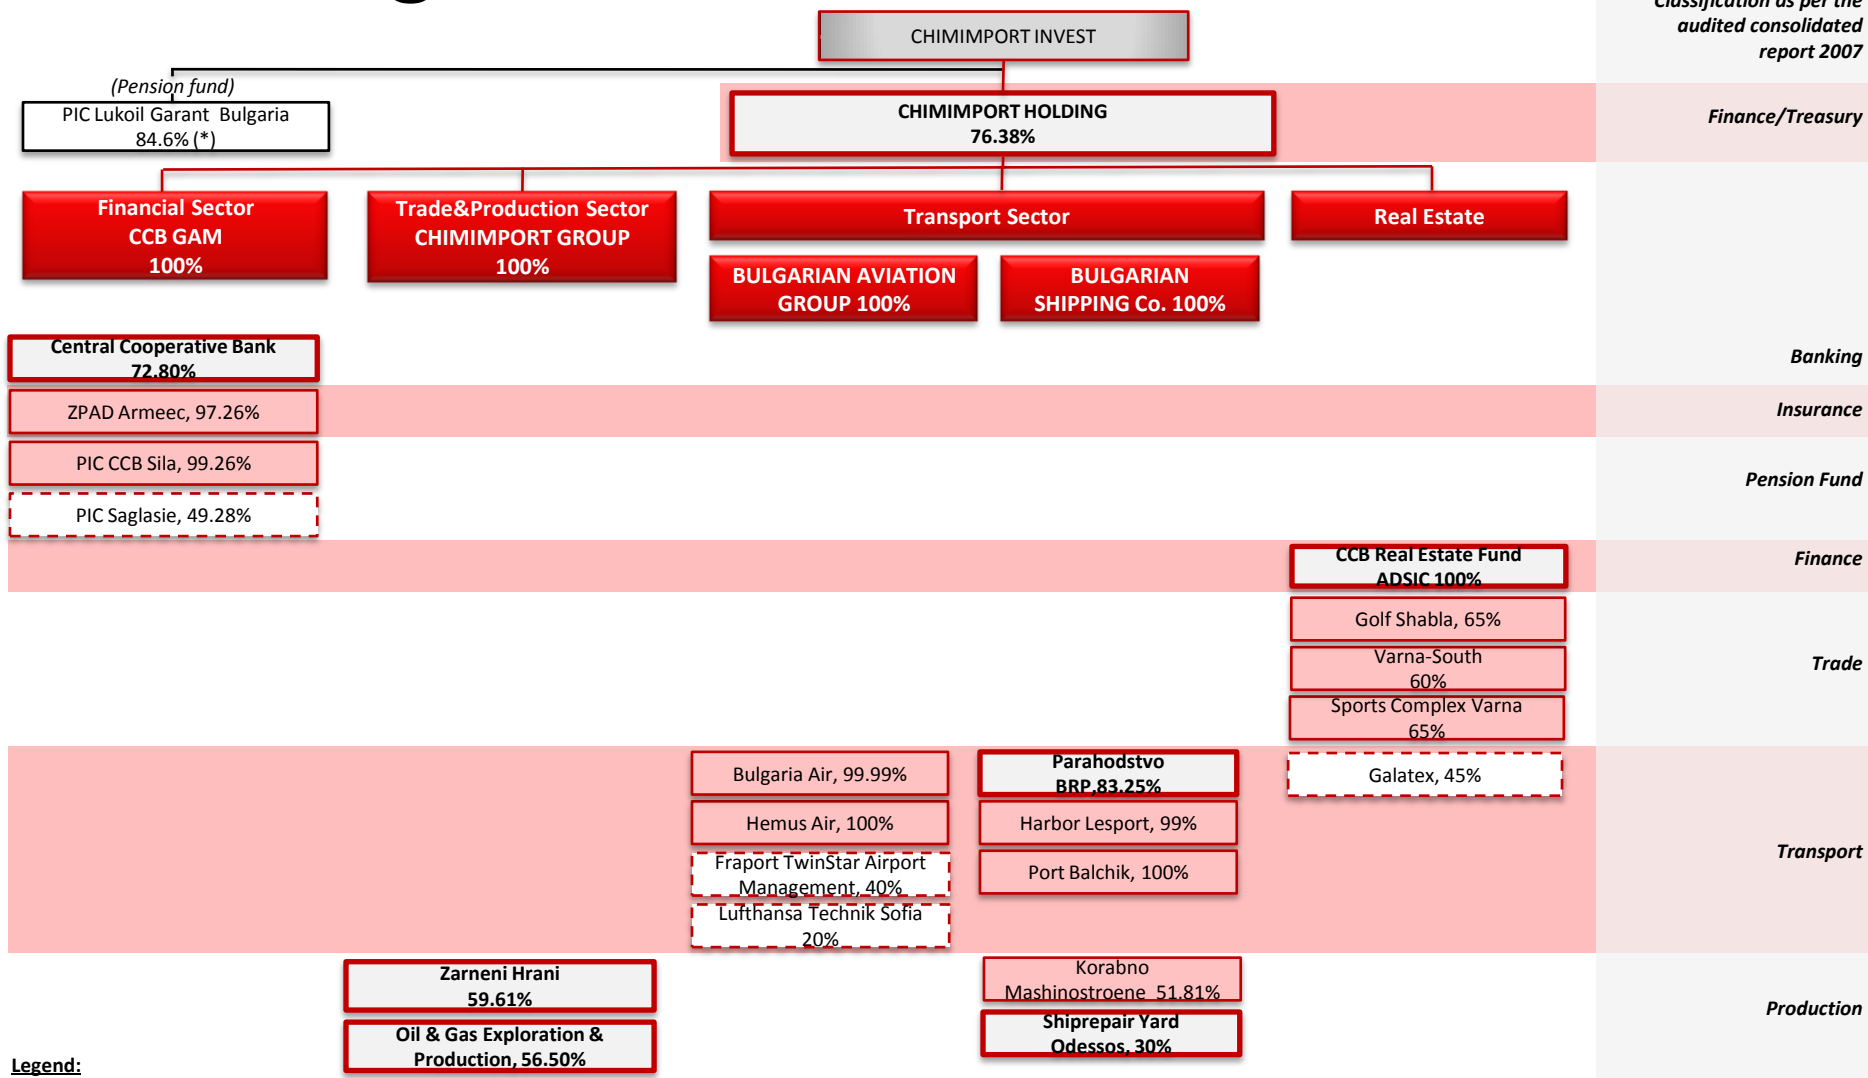 Classification as per the
audited consolidated
report 2007
CHIMIMPORT INVEST
(Pension fund)
PIC Lukoil Garant Bulgaria
84.6% (*)
CHIMIMPORT HOLDING
76.38%
Finance/Treasury
Financial Sector
CCB GAM
100%
Trade&Production Sector
CHIMIMPORT GROUP
100%
Transport Sector
Real Estate
BULGARIAN AVIATION
GROUP 100%
BULGARIAN
SHIPPING Co. 100%
Central Cooperative Bank
72.80%
Banking
ZPAD Armeec, 97.26%
Insurance
PIC CCB Sila, 99.26%
PIC Saglasie, 49.28%
Pension Fund
CCB Real Estate Fund
ADSIC 100%
Finance
Golf Shabla, 65%
Varna-South
60%
Sports Complex Varna
65%
Trade
Bulgaria Air, 99.99%
Hemus Air, 100%
Fraport TwinStar Airport
Management, 40%
Lufthansa Technik Sofia
20%
Parahodstvo
BRP,83.25%
Harbor Lesport, 99%
Port Balchik, 100%
Galatex, 45%
Transport
Zarneni Hrani
59.61%
Oil & Gas Exploration &
Production, 56.50%
Korabno
Mashinostroene 51.81%
Shiprepair Yard
Odessos, 30%
Production
Legend: